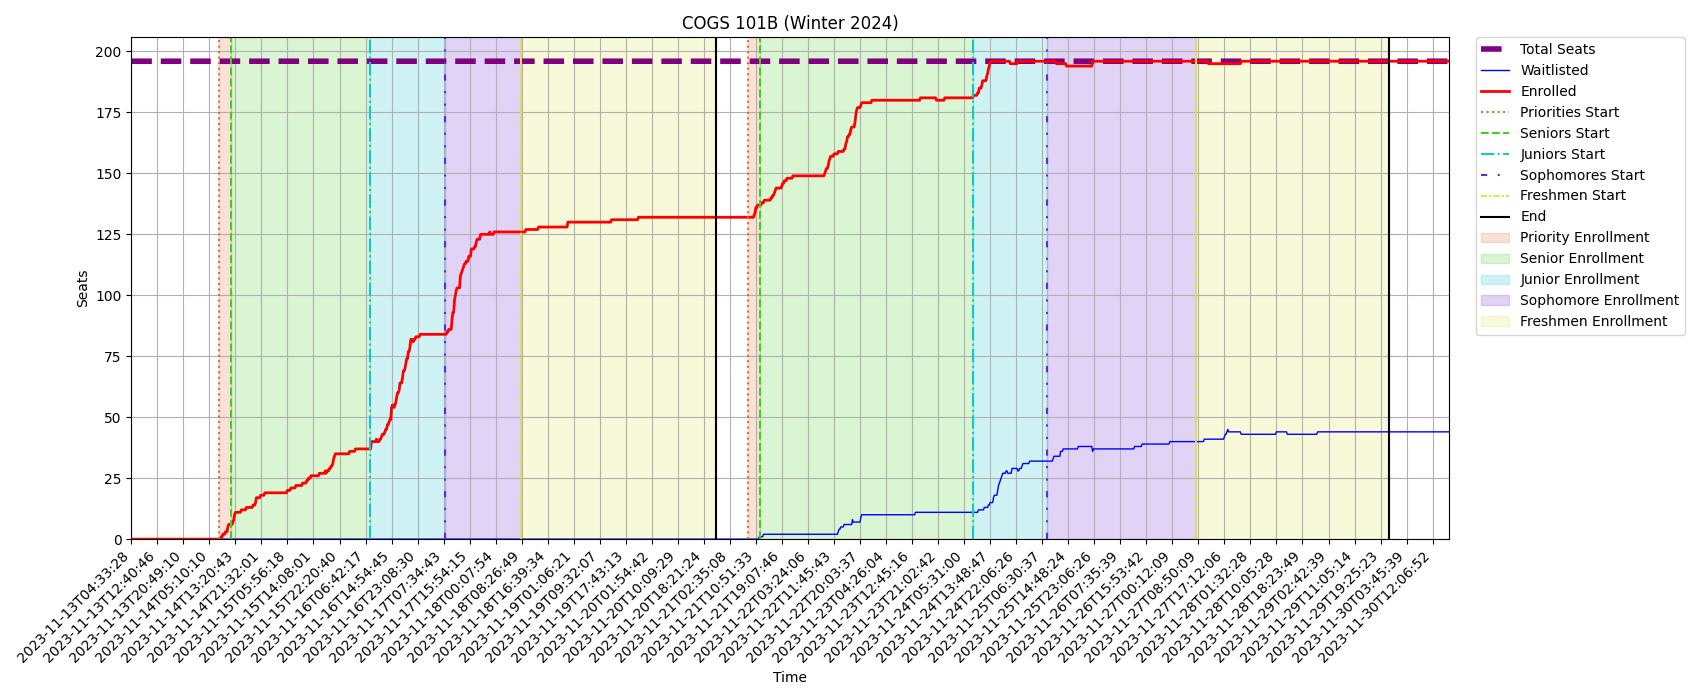 COGS 101B (Winter 2024)
Seats
200
175
150
125
100
75
50
25
0
2023-11-13T04:33:28
2023-11-13T12:40:46
2023-11-13T20:49:10
2023-11-14T05:10:10
2023-11-14T13:20:43
2023-11-14T21:32:01
2023-11-15T05:56:18
2023-11-15T14:08:01
2023-11-15T22:20:40
2023-11-16T06:42:17
2023-11-16T14:54:45
2023-11-16T23:08:30
2023-11-17T07:34:43
2023-11-17T15:54:15
2023-11-18T00:07:54
2023-11-18T08:26:49
2023-11-18T16:39:34
2023-11-19T01:06:21
2023-11-19T09:32:07
2023-11-19T17:43:13
2023-11-20T01:54:42
2023-11-20T10:09:29
2023-11-20T18:21:24
2023-11-21T02:35:08
2023-11-21T10:51:33
2023-11-21T19:07:46
2023-11-22T03:24:06
2023-11-22T11:45:43
2023-11-22T20:03:37
2023-11-23T04:26:04
2023-11-23T12:45:16
2023-11-23T21:02:42
2023-11-24T05:31:00
2023-11-24T13:48:47
2023-11-24T22:06:26
2023-11-25T06:30:37
2023-11-25T14:48:24
2023-11-25T23:06:26
2023-11-26T07:35:39
2023-11-26T15:53:42
2023-11-27T00:12:09
2023-11-27T08:50:09
2023-11-27T17:12:06
2023-11-28T01:32:28
2023-11-28T10:05:28
2023-11-28T18:23:49
2023-11-29T02:42:39
2023-11-29T11:05:14
2023-11-29T19:25:23
2023-11-30T03:45:39
2023-11-30T12:06:52
Time
Total Seats
Waitlisted
Enrolled
Priorities Start
Seniors Start
Juniors Start
Sophomores Start
Freshmen Start
End
Priority Enrollment
Senior Enrollment
Junior Enrollment
Sophomore Enrollment
Freshmen Enrollment